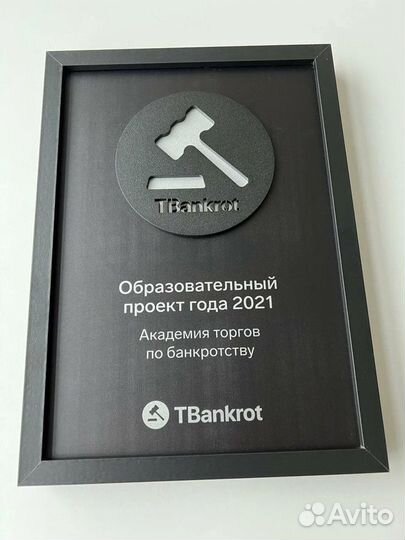 TBankrot
Образовательный
проект года 2021
Академия торгов
по банкротству
TBankrot
Avito